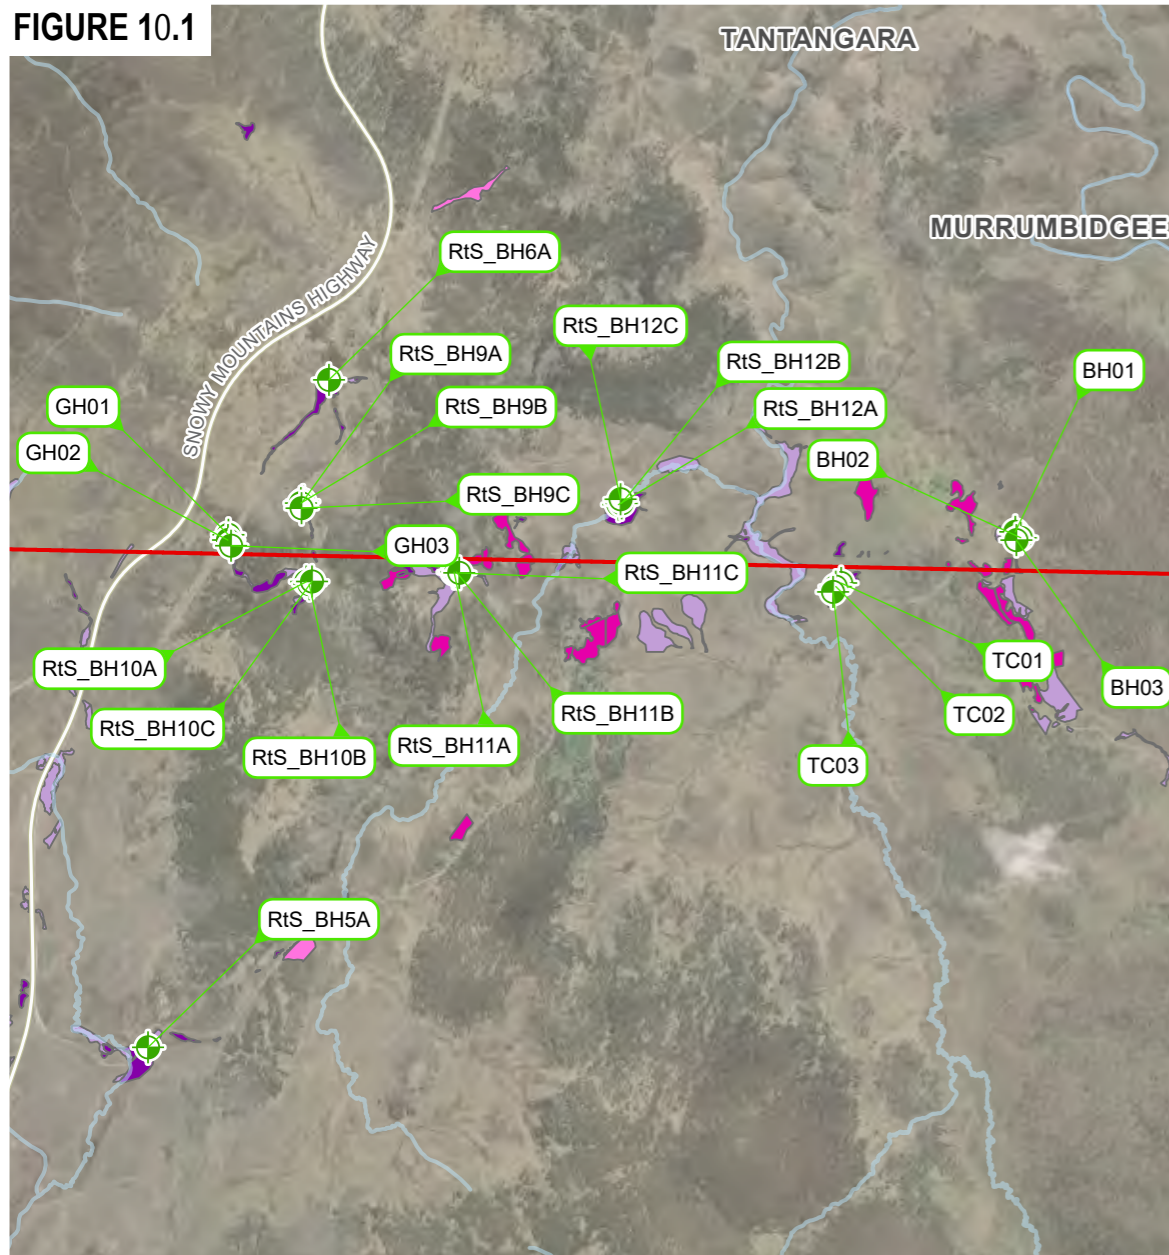 FIGURE 10.1
TANTANGARA
MURRUMBIDGEE
SNOWY MOUNTAINS HIGHWAY
RtS_BH6A
RtS_BH12C
RtS_BH9A
RtS_BH12B
BH01
GH01
RtS_BH9B
RtS_BH12A
GH02
BH02
RtS_BH9C
GH03
RtS_BH11C
RtS_BH10A
TC01
BH03
RtS_BH10C
RtS_BH11B
TC02
RtS_BH10B
RtS_BH11A
TC03
RtS_BH5A